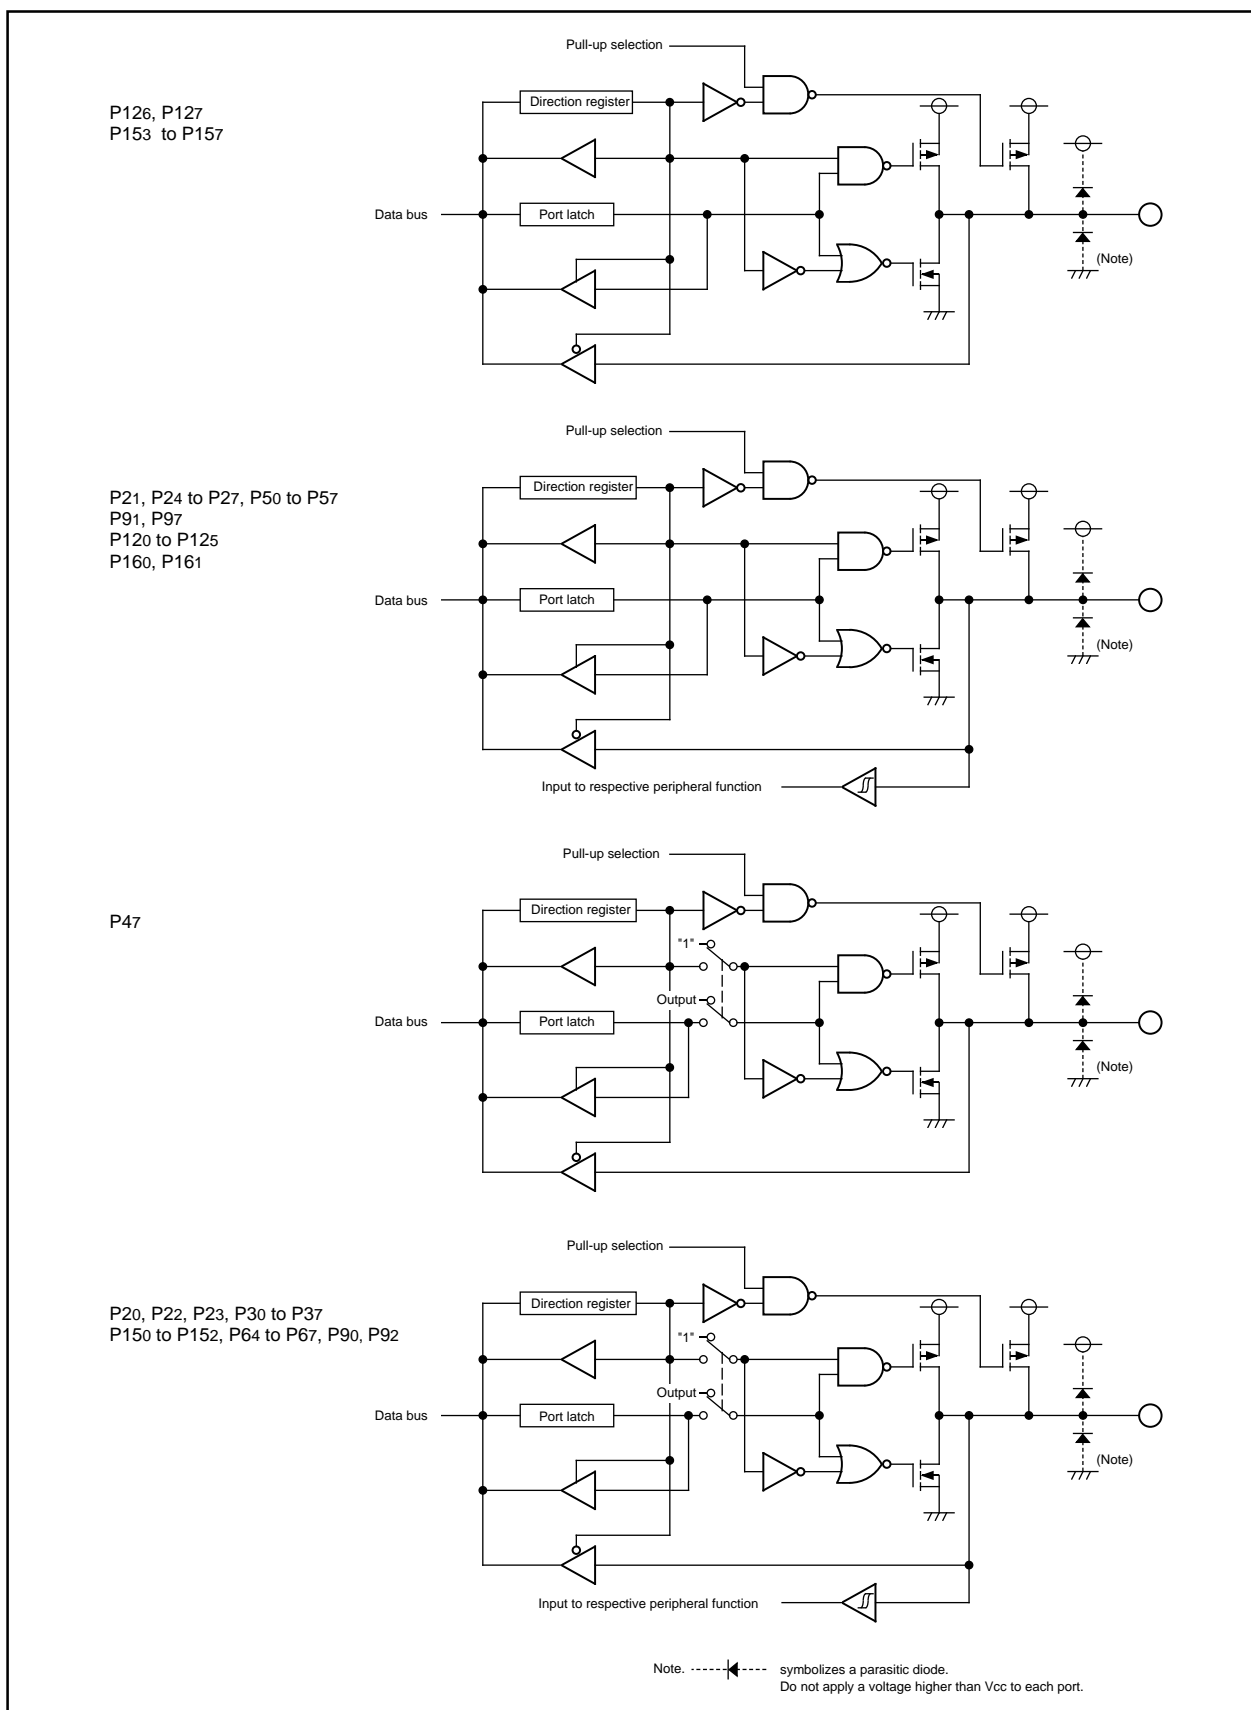 Pull-up selection
P126, P127
P153 to P157
Direction register
Data bus
Port latch
(Note)
Pull-up selection
P21, P24 to P27, P50 to P57
P91, P97
P120 to P125
P160, P161
Direction register
Data bus
Port latch
(Note)
Input to respective peripheral function
Pull-up selection
P47
Direction register
"1"
Output
Data bus
Port latch
(Note)
Pull-up selection
P20, P22, P23, P30 to P37
P150 to P152, P64 to P67, P90, P92
Direction register
"1"
Output
Data bus
Port latch
(Note)
Input to respective peripheral function
Note. symbolizes a parasitic diode.
Do not apply a voltage higher than Vcc to each port.